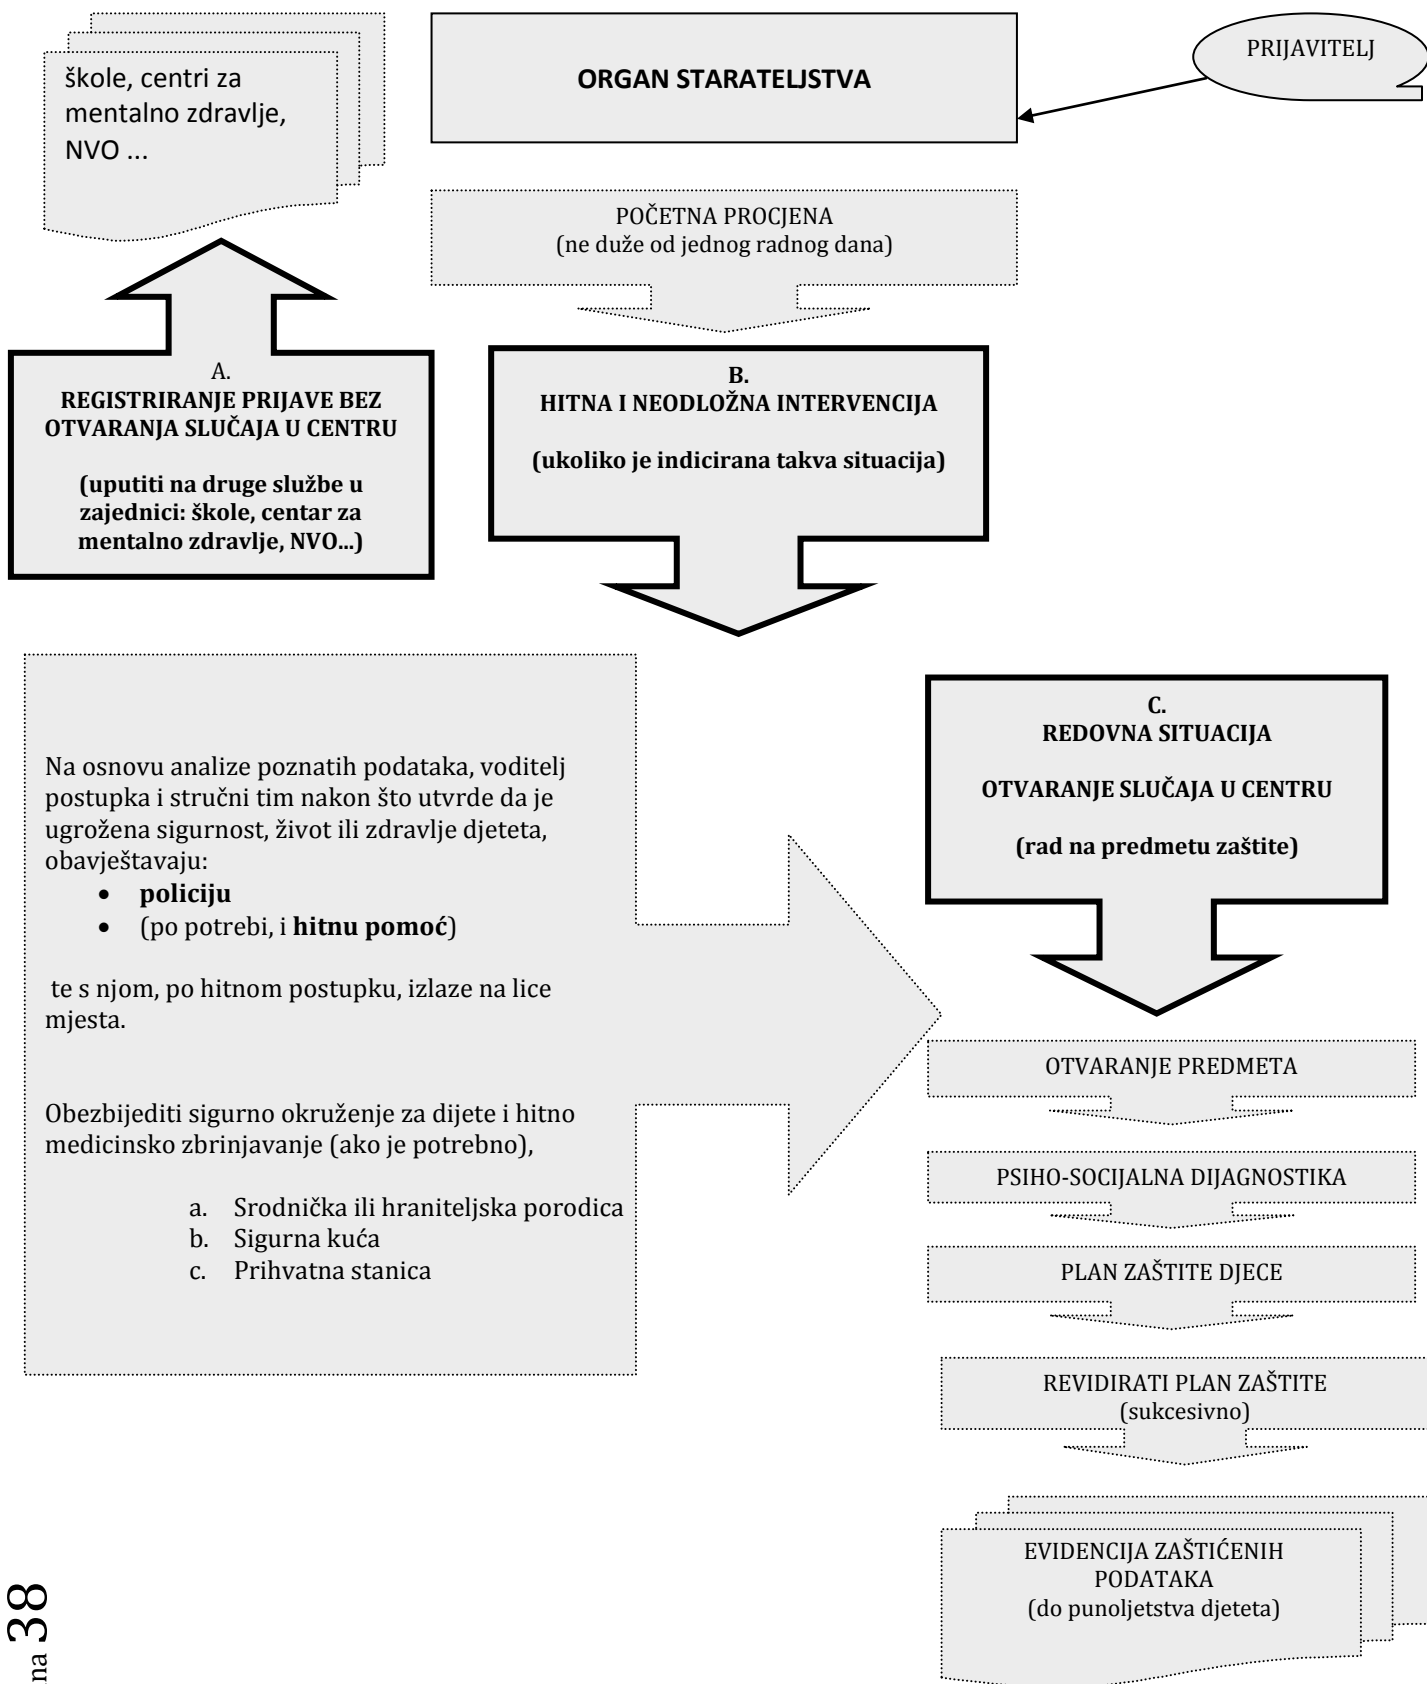 škole, centri za
mentalno zdravlje,
NVO ...
ORGAN STARATELJSTVA
PRIJAVITELJ
POČETNA PROCJENA
(ne duže od jednog radnog dana)
A.
REGISTRIRANJE PRIJAVE BEZ
OTVARANJA SLUČAJA U CENTRU
(uputiti na druge službe u
zajednici: škole, centar za
mentalno zdravlje, NVO...)
B.
HITNA I NEODLOŽNA INTERVENCIJA
(ukoliko je indicirana takva situacija)
Na osnovu analize poznatih podataka, voditelj
postupka i stručni tim nakon što utvrde da je
ugrožena sigurnost, život ili zdravlje djeteta,
obavještavaju:
• policiju
• (po potrebi, i hitnu pomoć)
te s njom, po hitnom postupku, izlaze na lice
mjesta.
Obezbijediti sigurno okruženje za dijete i hitno
medicinsko zbrinjavanje (ako je potrebno),
a. Srodnička ili hraniteljska porodica
b. Sigurna kuća
c. Prihvatna stanica
C.
REDOVNA SITUACIJA
OTVARANJE SLUČAJA U CENTRU
(rad na predmetu zaštite)
OTVARANJE PREDMETA
PSIHO-SOCIJALNA DIJAGNOSTIKA
PLAN ZAŠTITE DJECE
REVIDIRATI PLAN ZAŠTITE
(sukcesivno)
EVIDENCIJA ZAŠTIĆENIH
PODATAKA
(do punoljetstva djeteta)
na 38